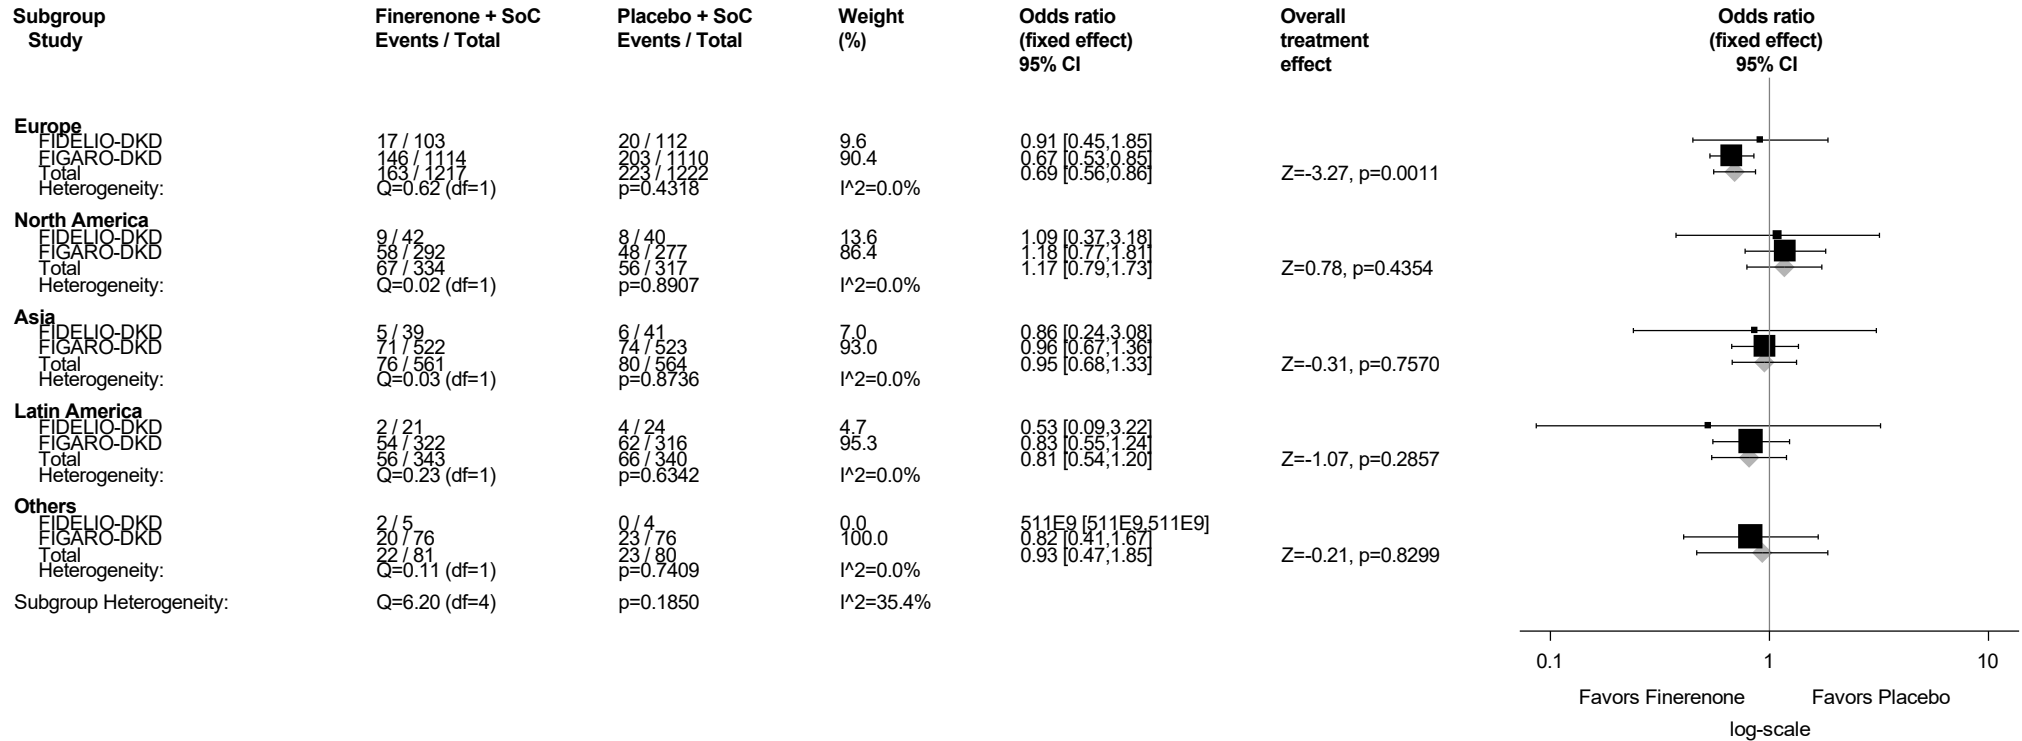 Subgroup Finerenone + SoC Placebo + SoC Weight Odds ratio Overall Odds ratio
Study Events / Total Events / Total (%) (fixed effect) treatment (fixed effect)
95% CI effect 95% CI
Europe
FIDELIO-DKD 17 / 103 20 / 112 9.6 0.91 [0.45,1.85]
FIGARO-DKD 146 / 1114 203 / 1110 90.4 0.67 [0.53,0.85]
Total 163 / 1217 223 / 1222 0.69 [0.56,0.86] Z=-3.27, p=0.0011
Heterogeneity: Q=0.62 (df=1) p=0.4318 I^2=0.0%
North America
FIDELIO-DKD 9 / 42 8 / 40 13.6 1.09 [0.37,3.18]
FIGARO-DKD 58 / 292 48 / 277 86.4 1.18 [0.77,1.81]
Total 67 / 334 56 / 317 1.17 [0.79,1.73] Z=0.78, p=0.4354
Heterogeneity: Q=0.02 (df=1) p=0.8907 I^2=0.0%
Asia
FIDELIO-DKD 5 / 39 6 / 41 7.0 0.86 [0.24,3.08]
FIGARO-DKD 71 / 522 74 / 523 93.0 0.96 [0.67,1.36]
Total 76 / 561 80 / 564 0.95 [0.68,1.33] Z=-0.31, p=0.7570
Heterogeneity: Q=0.03 (df=1) p=0.8736 I^2=0.0%
Latin America
FIDELIO-DKD 2 / 21 4 / 24 4.7 0.53 [0.09,3.22]
FIGARO-DKD 54 / 322 62 / 316 95.3 0.83 [0.55,1.24]
Total 56 / 343 66 / 340 0.81 [0.54,1.20] Z=-1.07, p=0.2857
Heterogeneity: Q=0.23 (df=1) p=0.6342 I^2=0.0%
Others
FIDELIO-DKD 2 / 5 0 / 4 0.0 511E9 [511E9,511E9]
FIGARO-DKD 20 / 76 23 / 76 100.0 0.82 [0.41,1.67]
Total 22 / 81 23 / 80 0.93 [0.47,1.85] Z=-0.21, p=0.8299
Heterogeneity: Q=0.11 (df=1) p=0.7409 I^2=0.0%
Subgroup Heterogeneity: Q=6.20 (df=4) p=0.1850 I^2=35.4%
0.1 1 10
Favors Finerenone Favors Placebo
log-scale